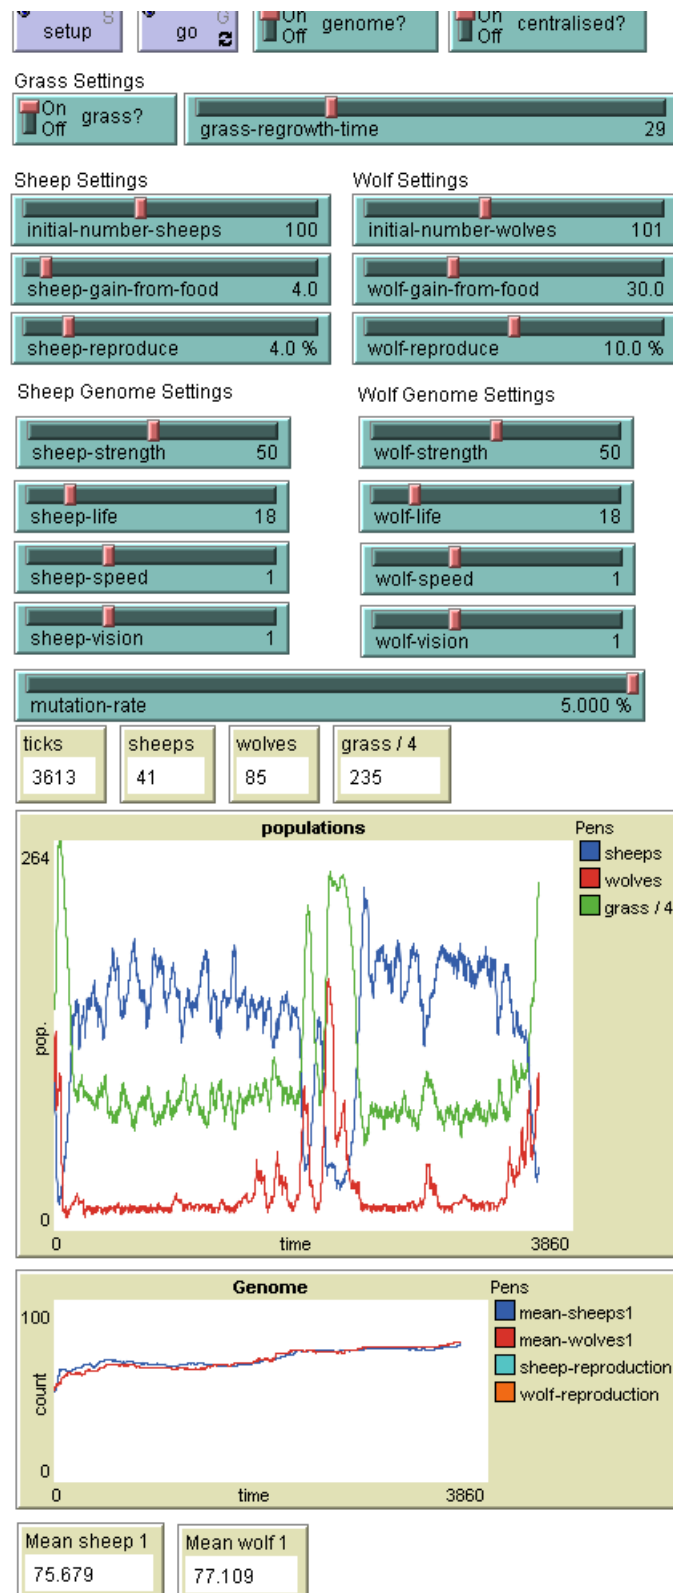 setup S go G On Off genome? On Off centralised?
Grass Settings
On Off grass? grass-regrowth-time 29
Sheep Settings Wolf Settings
initial-number-sheeps 100 initial-number-wolves 101
sheep-gain-from-food 4.0 wolf-gain-from-food 30.0
sheep-reproduce 4.0 % wolf-reproduce 10.0 %
Sheep Genome Settings Wolf Genome Settings
sheep-strength 50 wolf-strength 50
sheep-life 18 wolf-life 18
sheep-speed 1 wolf-speed 1
sheep-vision 1 wolf-vision 1
mutation-rate 5.000 %
ticks sheeps wolves grass / 4
3613 41 85 235
populations
Pens
264
sheeps
wolves
grass / 4
pop.
0
0 time 3860
Genome
Pens
100
mean-sheeps1
mean-wolves1
sheep-reproduction
wolf-reproduction
count
0
0 time 3860
Mean sheep 1 Mean wolf 1
75.679 77.109